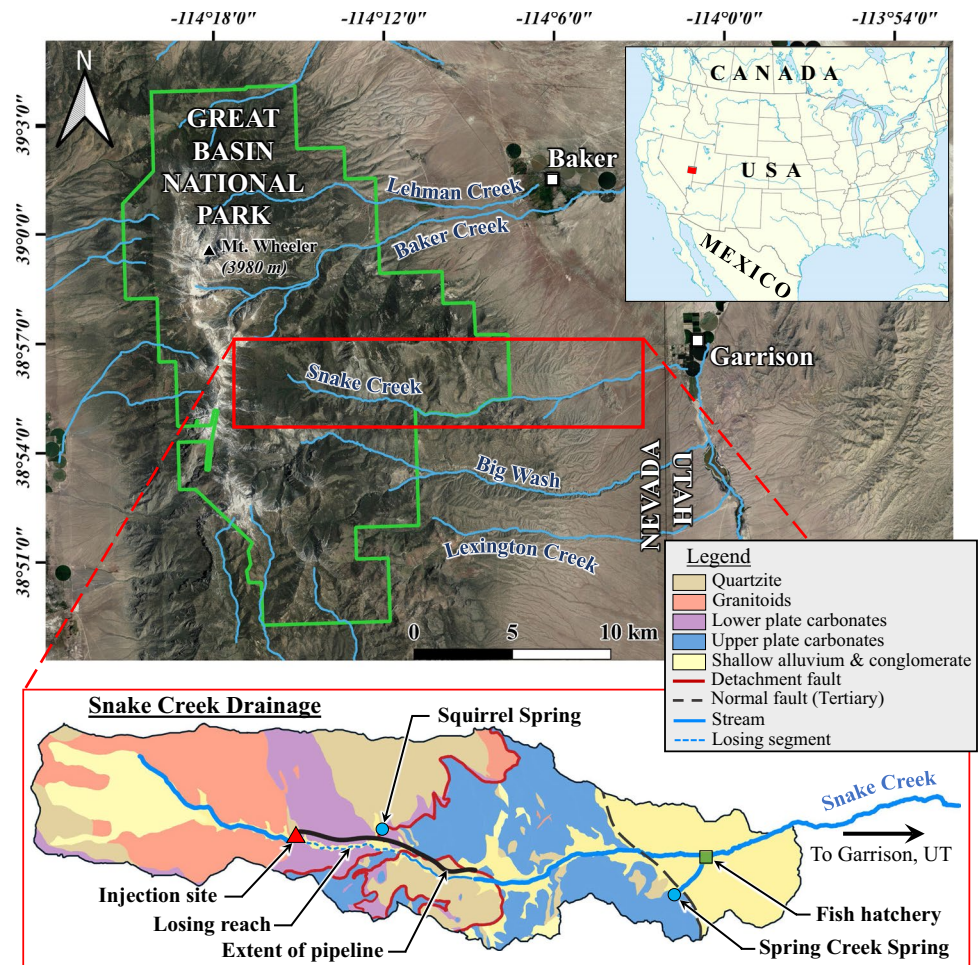 -114°18'0"
-114°12'0"
-114°6'0"
-114°0'0"
-113°54'0"
39°3'0"
39°0'0"
38°57'0"
38°54'0"
38°51'0"
N
GREAT
BASIN
NATIONAL
PARK
Mt. Wheeler
(3980 m)
Lehman Creek
Baker
Baker Creek
CANADA
USA
MEXICO
Snake Creek
Garrison
Big Wash
NEVADA
UTAH
Lexington Creek
0 5 10 km
Legend
Quartzite
Granitoids
Lower plate carbonates
Upper plate carbonates
Shallow alluvium & conglomerate
Detachment fault
Normal fault (Tertiary)
Stream
Losing segment
Snake Creek Drainage
Squirrel Spring
Snake Creek
To Garrison, UT
Injection site
Losing reach
Extent of pipeline
Fish hatchery
Spring Creek Spring